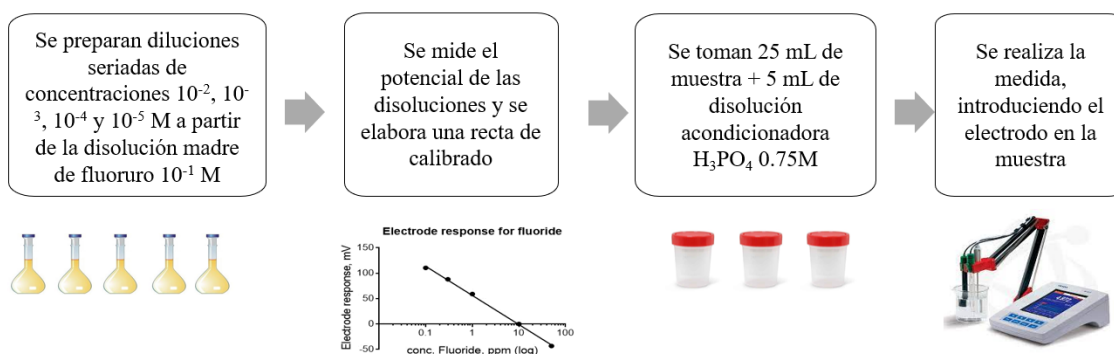 Se preparan diluciones
seriadas de
concentraciones 10⁻², 10⁻
³, 10⁻⁴ y 10⁻⁵ M a partir
de la disolución madre
de fluoruro 10⁻¹ M
Se mide el
potencial de las
disoluciones y se
elabora una recta de
calibrado
Se toman 25 mL de
muestra + 5 mL de
disolución
acondicionadora
H₃PO₄ 0.75M
Se realiza la
medida,
introduciendo el
electrodo en la
muestra
Electrode response for fluoride
Electrode response, mV
150
100
50
0
-50
0.1
1
10
100
conc. Fluoride, ppm (log)